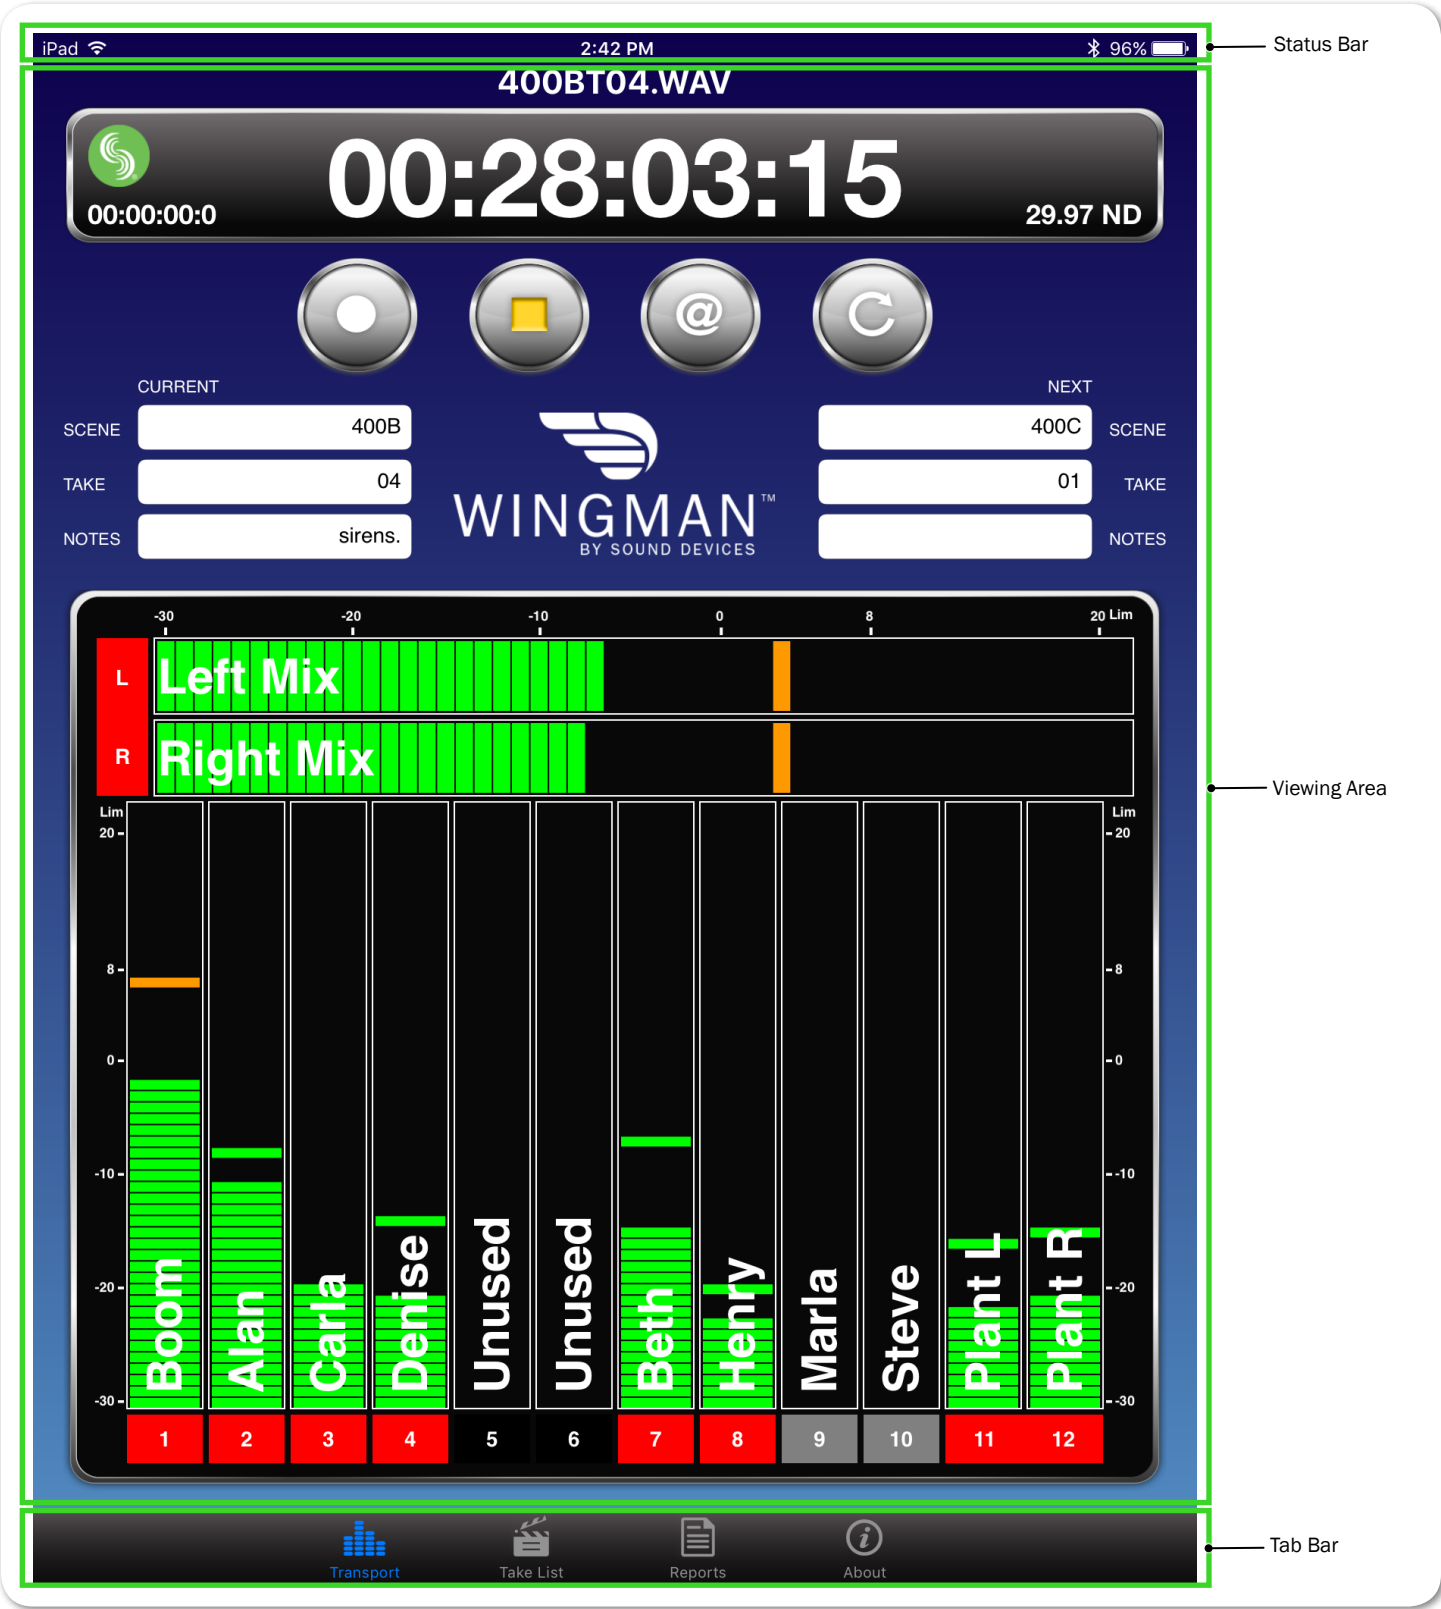 iPad 2:42 PM 96%
Status Bar
400BT04.WAV
00:28:03:15
00:00:00:0 29.97 ND
@
CURRENT NEXT
SCENE 400B 400C SCENE
TAKE 04 01 TAKE
NOTES sirens. NOTES
WINGMAN™
BY SOUND DEVICES
-30 -20 -10 0 8 20 Lim
L Left Mix
R Right Mix
Viewing Area
Lim Lim
20 20
8 8
0 0
-10 -10
-20 -20
-30 -30
Boom Alan Carla Denise Unused Unused Beth Henry Marla Steve Plant L Plant R
1 2 3 4 5 6 7 8 9 10 11 12
Transport Take List Reports About
Tab Bar